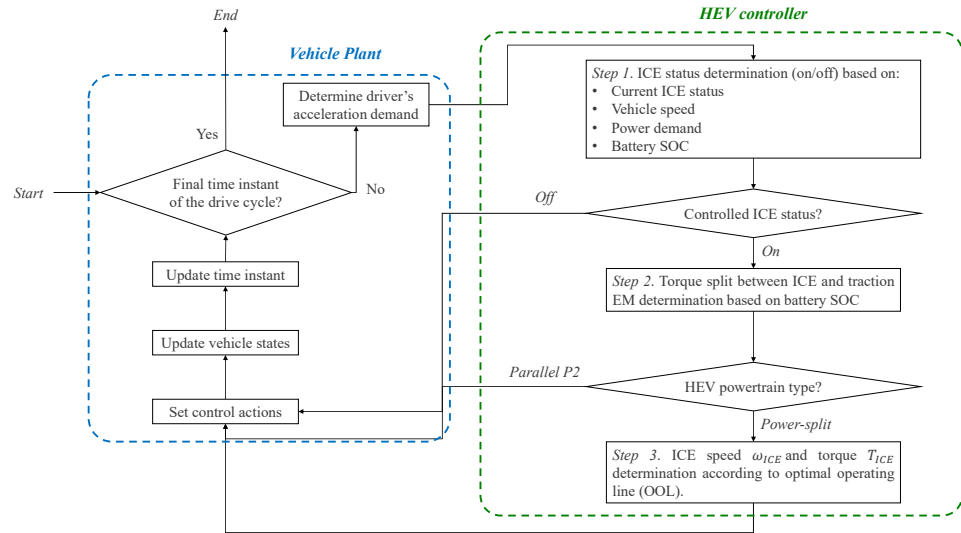 End
HEV controller
Vehicle Plant
Determine driver's
acceleration demand
Step 1. ICE status determination (on/off) based on:
• Current ICE status
• Vehicle speed
• Power demand
• Battery SOC
Yes
Start
Final time instant
of the drive cycle?
No
Off
Controlled ICE status?
On
Update time instant
Step 2. Torque split between ICE and traction
EM determination based on battery SOC
Update vehicle states
Parallel P2
HEV powertrain type?
Set control actions
Power-split
Step 3. ICE speed ω_ICE and torque T_ICE
determination according to optimal operating
line (OOL).